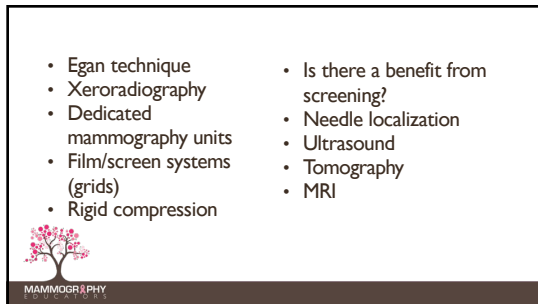 • Egan technique
• Xeroradiography
• Dedicated
mammography units
• Film/screen systems
(grids)
• Rigid compression
• Is there a benefit from
screening?
• Needle localization
• Ultrasound
• Tomography
• MRI
MAMMOGRAPHY
EDUCATORS